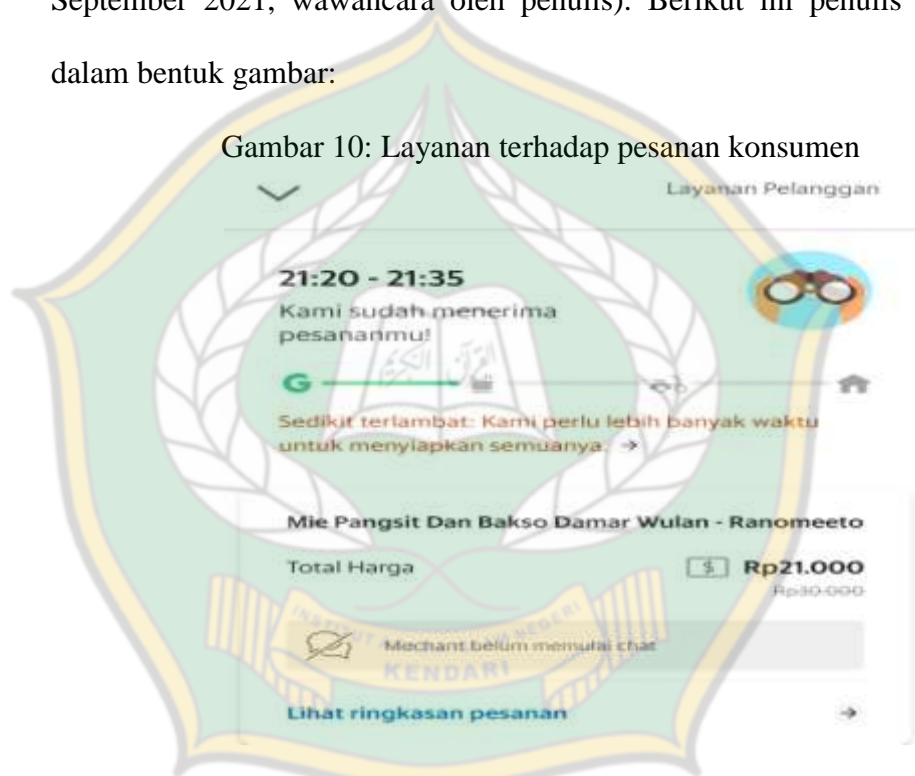 September 2021, wawancara oleh penulis). Berikut ini penulis
dalam bentuk gambar:
Gambar 10: Layanan terhadap pesanan konsumen
Layanan Pelanggan
21:20 - 21:35
Kami sudah menerima
pesananmu!
G
Sedikit terlambat: Kami perlu lebih banyak waktu
untuk menyiapkan semuanya. →
Mie Pangsit Dan Bakso Damar Wulan - Ranomeeto
Total Harga $ Rp21.000
Rp30.000
INSTITUT NEGERI
Mechant belum memulai chat
KENDARI
Lihat ringkasan pesanan →